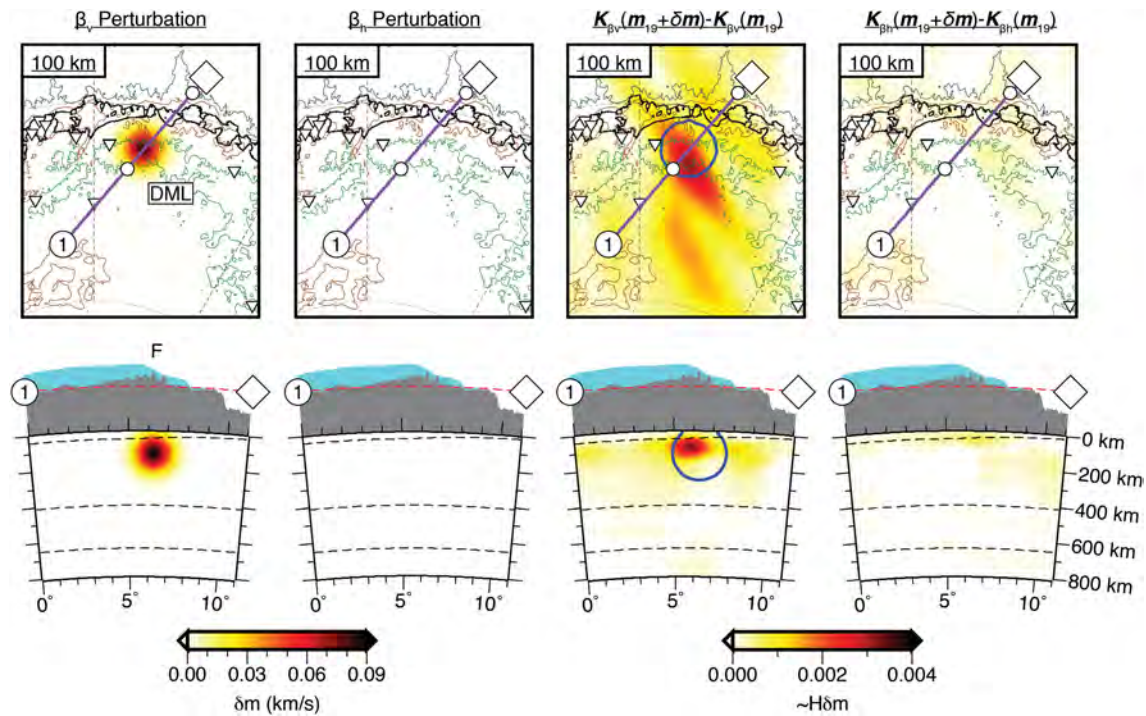 βv Perturbation
βh Perturbation
Kβv(m19+δm)-Kβv(m19)
Kβh(m19+δm)-Kβh(m19)
100 km
100 km
100 km
100 km
DML
1
1
1
1
F
1
1
1
1
0 km
200 km
400 km
600 km
800 km
0° 5° 10°
0° 5° 10°
0° 5° 10°
0° 5° 10°
0.00 0.03 0.06 0.09
δm (km/s)
0.000 0.002 0.004
~Hδm